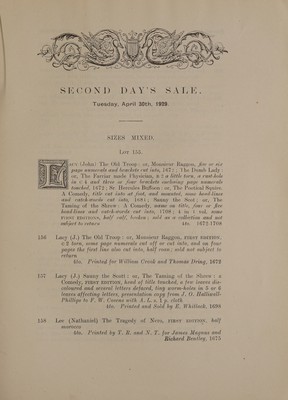 SECOND DAY'S SALE.
Tuesday, April 30th, 1929.
SIZES MIXED.
LOT 155.
LACY (John) The Old Troop: or, Monsieur Raggou, few or six
page numerals and brackets cut into, 1672; The Dumb Lady:
or, The Farriar made Physician, a 2 a little torn, a rust-hole
in and three or four brackets enclosing page numerals
touched, 1672; Sir Hercules Buffoon: or, The Poetical Squire.
A Comedy, title cut into at foot, and mounted, some head-lines
and catch-words cut into, 1684; Sauny the Scot: or, The
Taming of the Shrew: A Comedy, name on title, four or five
head-lines and catch-words cut into, 1708; 4 in 1 vol. some
FIRST EDITIONS, half calf, broken; sold as a collection and not
subject to return 4to. 1672-1708
156 Lacy (J.) The Old Troop: or, Monsieur Raggou, FIRST EDITION,
a 2 torn, some page numerals cut off or cut into, and on four
pages the first line also cut into, half roan; sold not subject to
return
4to. Printed for William Crook and Thomas Dring, 1672
157 Lacy (J.) Sauny the Scott: or, The Taming of the Shrew: a
Comedy, FIRST EDITION, head of title touched, a few leaves dis-
coloured and several letters defaced, tiny worm-holes in 5 or 6
leaves affecting letters, presentation copy from J. O. Halliwell-
Phillips to F. W. Cosens with A. L. s. 1 p. cloth
4to. Printed and Sold by E. Whitlock. 1698
158 Lee (Nathaniel) The Tragedy of Nero, FIRST EDITION, half
morocco
4to. Printed by T. R. and N. T. for James Magnus and
Richard Bentley, 1675